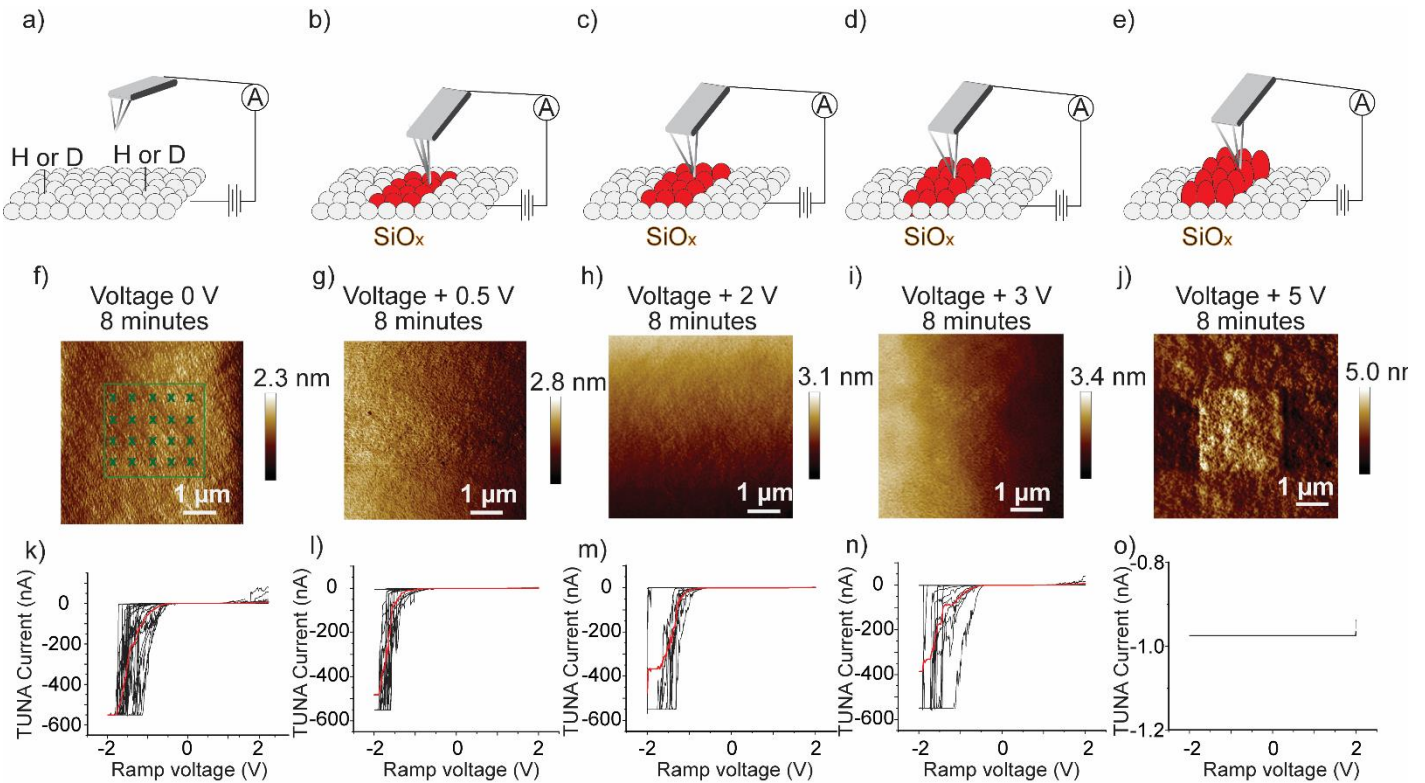 a)
b)
c)
d)
e)
A
A
A
A
A
H or D
H or D
SiOx
SiOx
SiOx
SiOx
f)
g)
h)
i)
j)
Voltage 0 V
8 minutes
Voltage + 0.5 V
8 minutes
Voltage + 2 V
8 minutes
Voltage + 3 V
8 minutes
Voltage + 5 V
8 minutes
2.3 nm
2.8 nm
3.1 nm
3.4 nm
5.0 nm
x x x x x
x x x x x
x x x x x
x x x x x
1 µm
1 µm
1 µm
1 µm
1 µm
k)
l)
m)
n)
o)
TUNA Current (nA)
0
-200
-400
-600
-2
0
2
Ramp voltage (V)
TUNA Current (nA)
0
-200
-400
-600
-2
0
2
Ramp voltage (V)
TUNA Current (nA)
0
-200
-400
-600
-2
0
2
Ramp voltage (V)
TUNA Current (nA)
0
-200
-400
-600
-2
0
2
Ramp voltage (V)
TUNA Current (nA)
-0.8
-1.0
-1.2
-2
0
2
Ramp voltage (V)